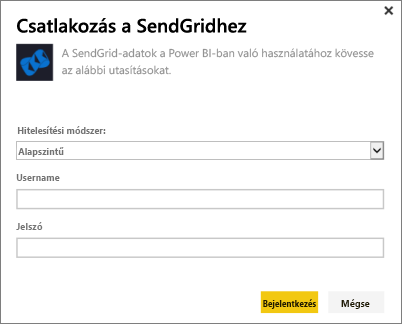 Csatlakozás a SendGridhez
A SendGrid-adatok a Power BI-ban való használatához kövesse
az alábbi utasításokat.
Hitelesítési módszer:
Alapszintű
Username
Jelszó
Bejelentkezés
Mégse